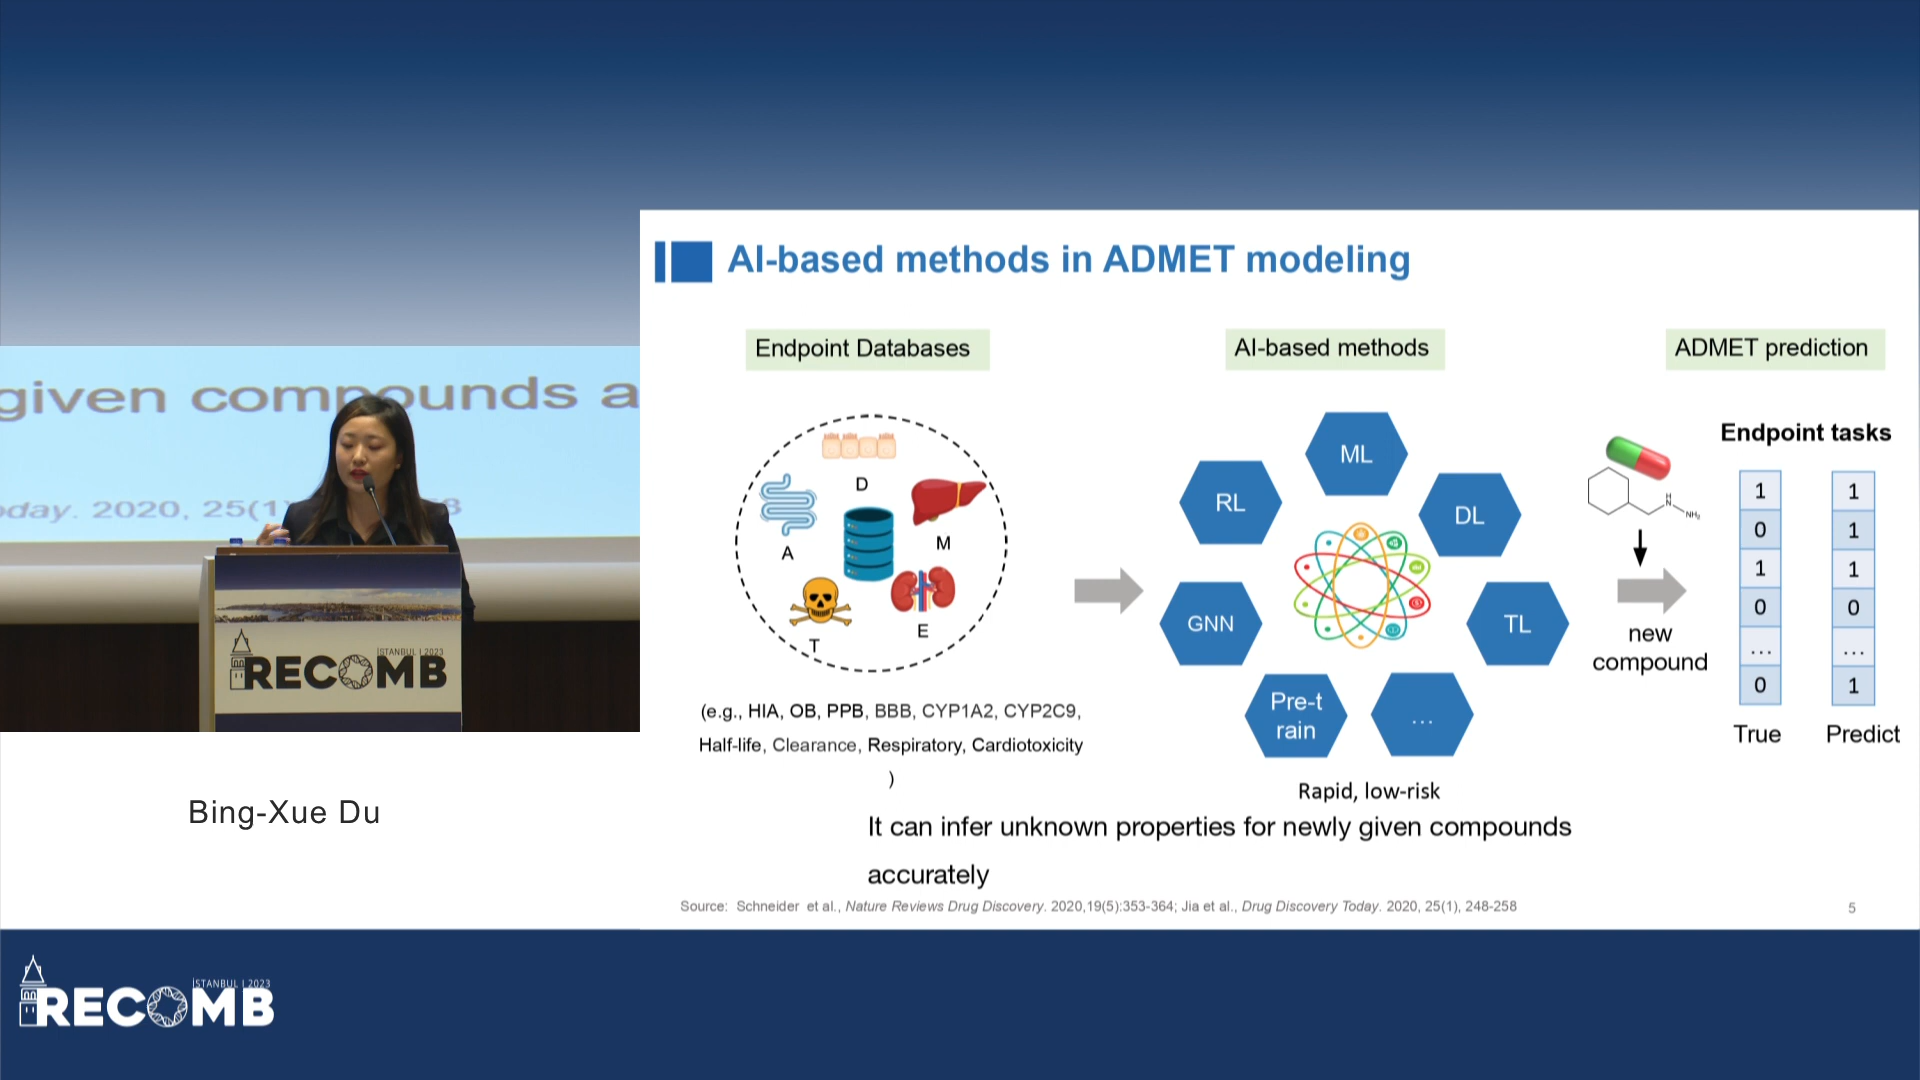 given compounds a
oday. 2020, 25(1
8
ISTANBUL | 2023
RECOMB
Bing-Xue Du
AI-based methods in ADMET modeling
Endpoint Databases
AI-based methods
ADMET prediction
D
A
M
T
E
(e.g., HIA, OB, PPB, BBB, CYP1A2, CYP2C9,
Half-life, Clearance, Respiratory, Cardiotoxicity
)
ML
RL
DL
GNN
TL
Pre-t
rain
...
Rapid, low-risk
H
N
NH₂
new
compound
Endpoint tasks
1 1
0 1
1 1
0 0
... ...
0 1
True Predict
It can infer unknown properties for newly given compounds
accurately
Source: Schneider et al., Nature Reviews Drug Discovery. 2020,19(5):353-364; Jia et al., Drug Discovery Today. 2020, 25(1), 248-258
5
İSTANBUL | 2023
RECOMB